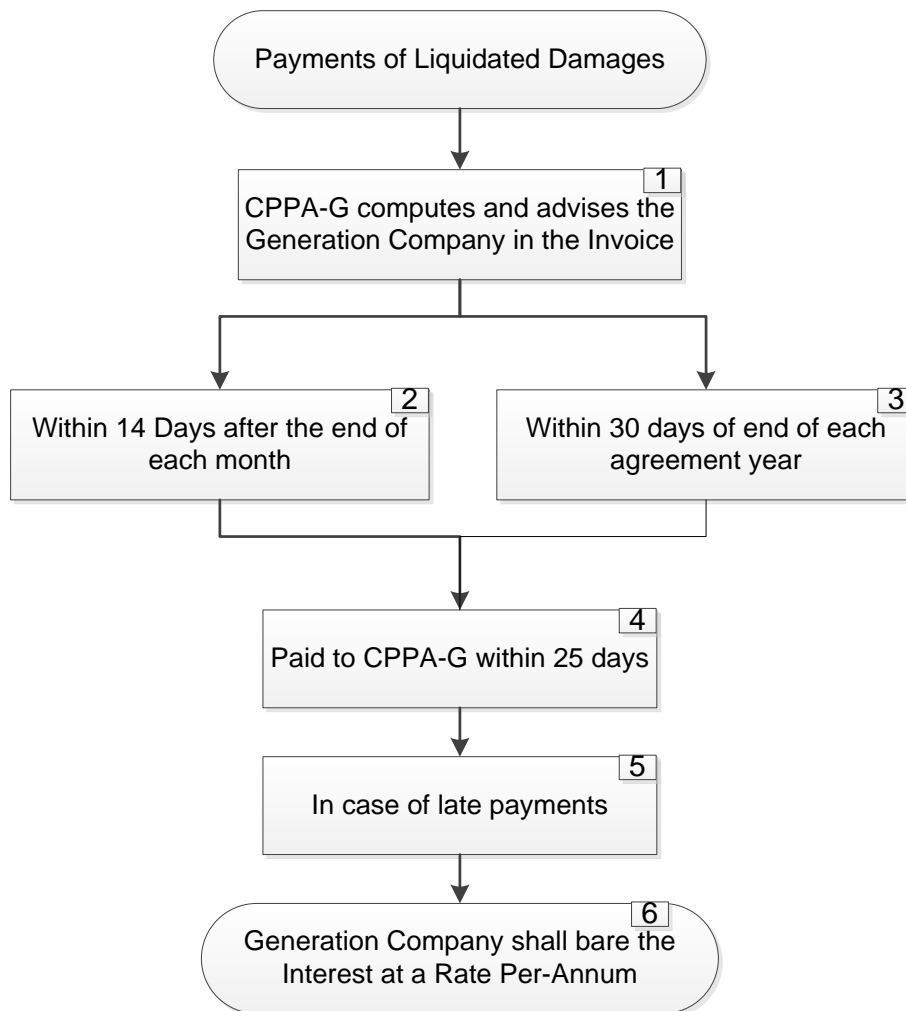 Payments of Liquidated Damages
1
CPPA-G computes and advises the
Generation Company in the Invoice
2
Within 14 Days after the end of
each month
3
Within 30 days of end of each
agreement year
4
Paid to CPPA-G within 25 days
5
In case of late payments
6
Generation Company shall bare the
Interest at a Rate Per-Annum